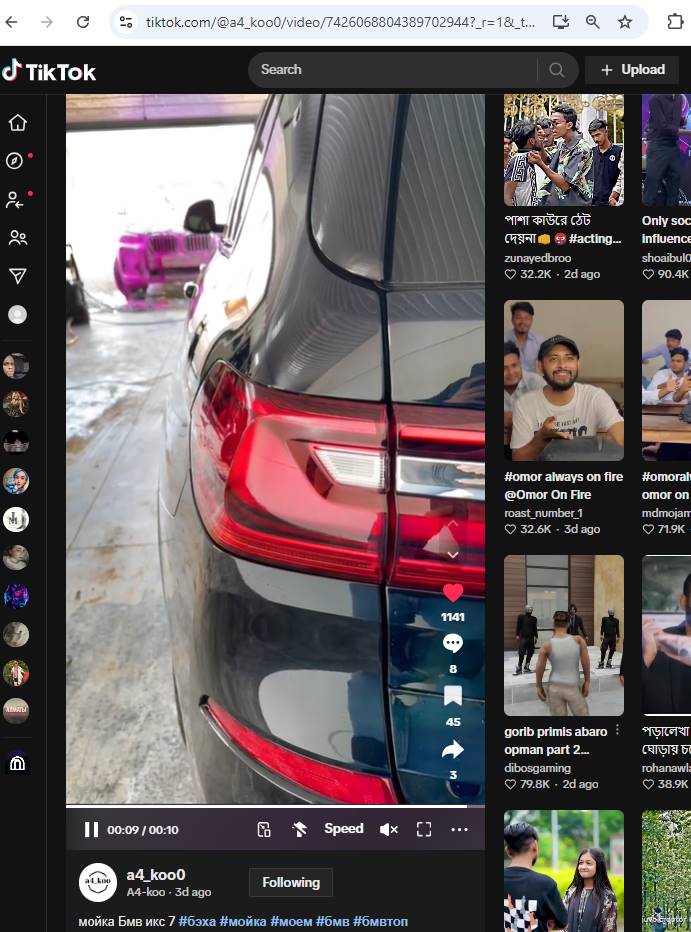 tiktok.com/@a4_koo0/video/7426068804389702944?_r=1&_t...
TikTok
Search
Upload
1141
8
45
3
00:09 / 00:10
Speed
a4_koo
a4_koo0
A4-koo · 3d ago
Following
мойка Бмв икс 7 #бэха #мойка #моем #бмв #бмвтоп
পাশা কাউরে ঠেট
দেয়না👊 👹 #acting...
zunayedbroo
32.2K · 2d ago
Only soc
influence
shoaibul0
90.4K
#omor always on fire
@Omor On Fire
roast_number_1
32.6K · 3d ago
#omoralw
omor on
mdmojam
71.9K
gorib primis abaro
opman part 2...
dibosgaming
79.8K · 2d ago
পড়ালেখা
ঘোড়ায় চ
rohanawla
38.9K